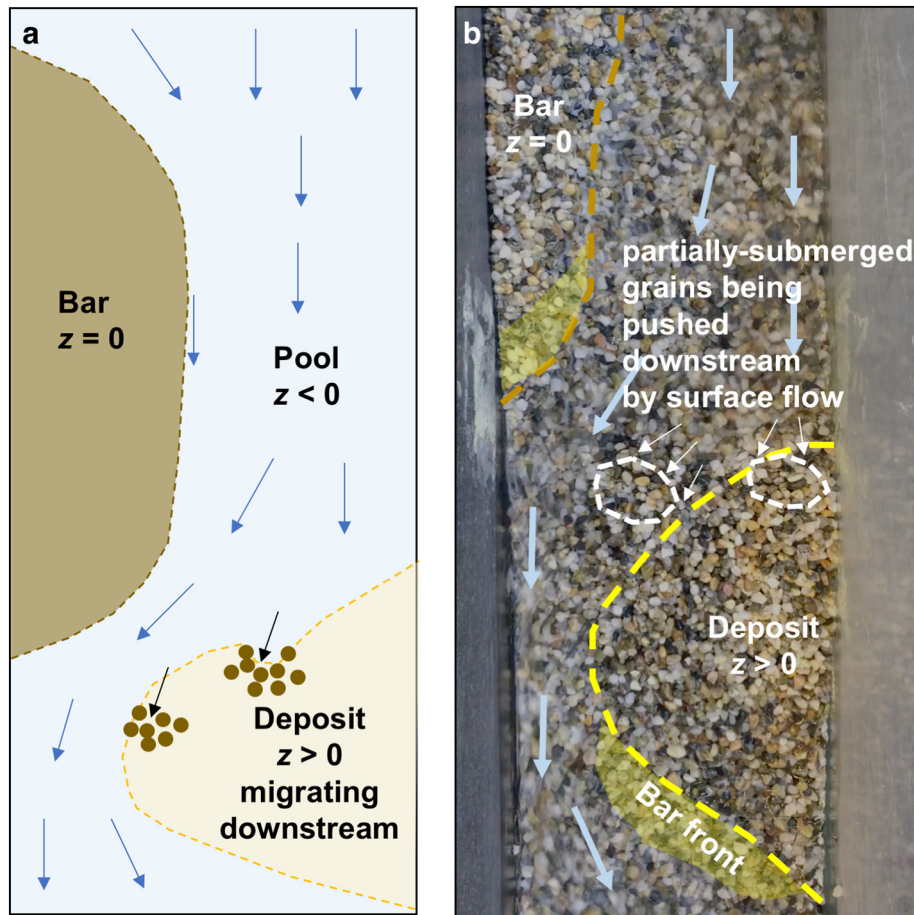 a
Bar
z = 0
Pool
z < 0
Deposit
z > 0
migrating
downstream
b
Bar
z = 0
partially-submerged
grains being
pushed
downstream
by surface flow
Deposit
z > 0
Bar front